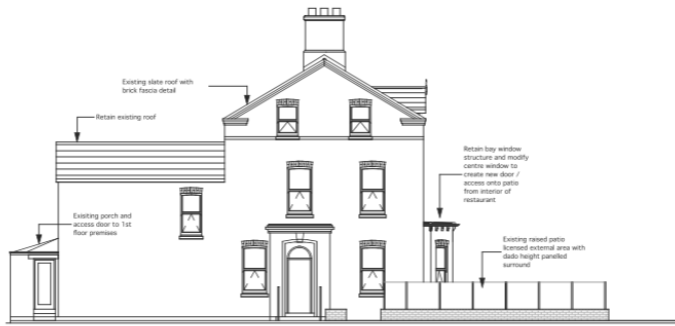 Existing slate roof with
brick fascia detail
Retain existing roof
Retain bay window
structure and modify
centre window to
create new door /
access onto patio
from interior of
restaurant
Existing porch and
access door to 1st
floor premises
Existing raised patio
licensed external area with
dado height panelled
surround